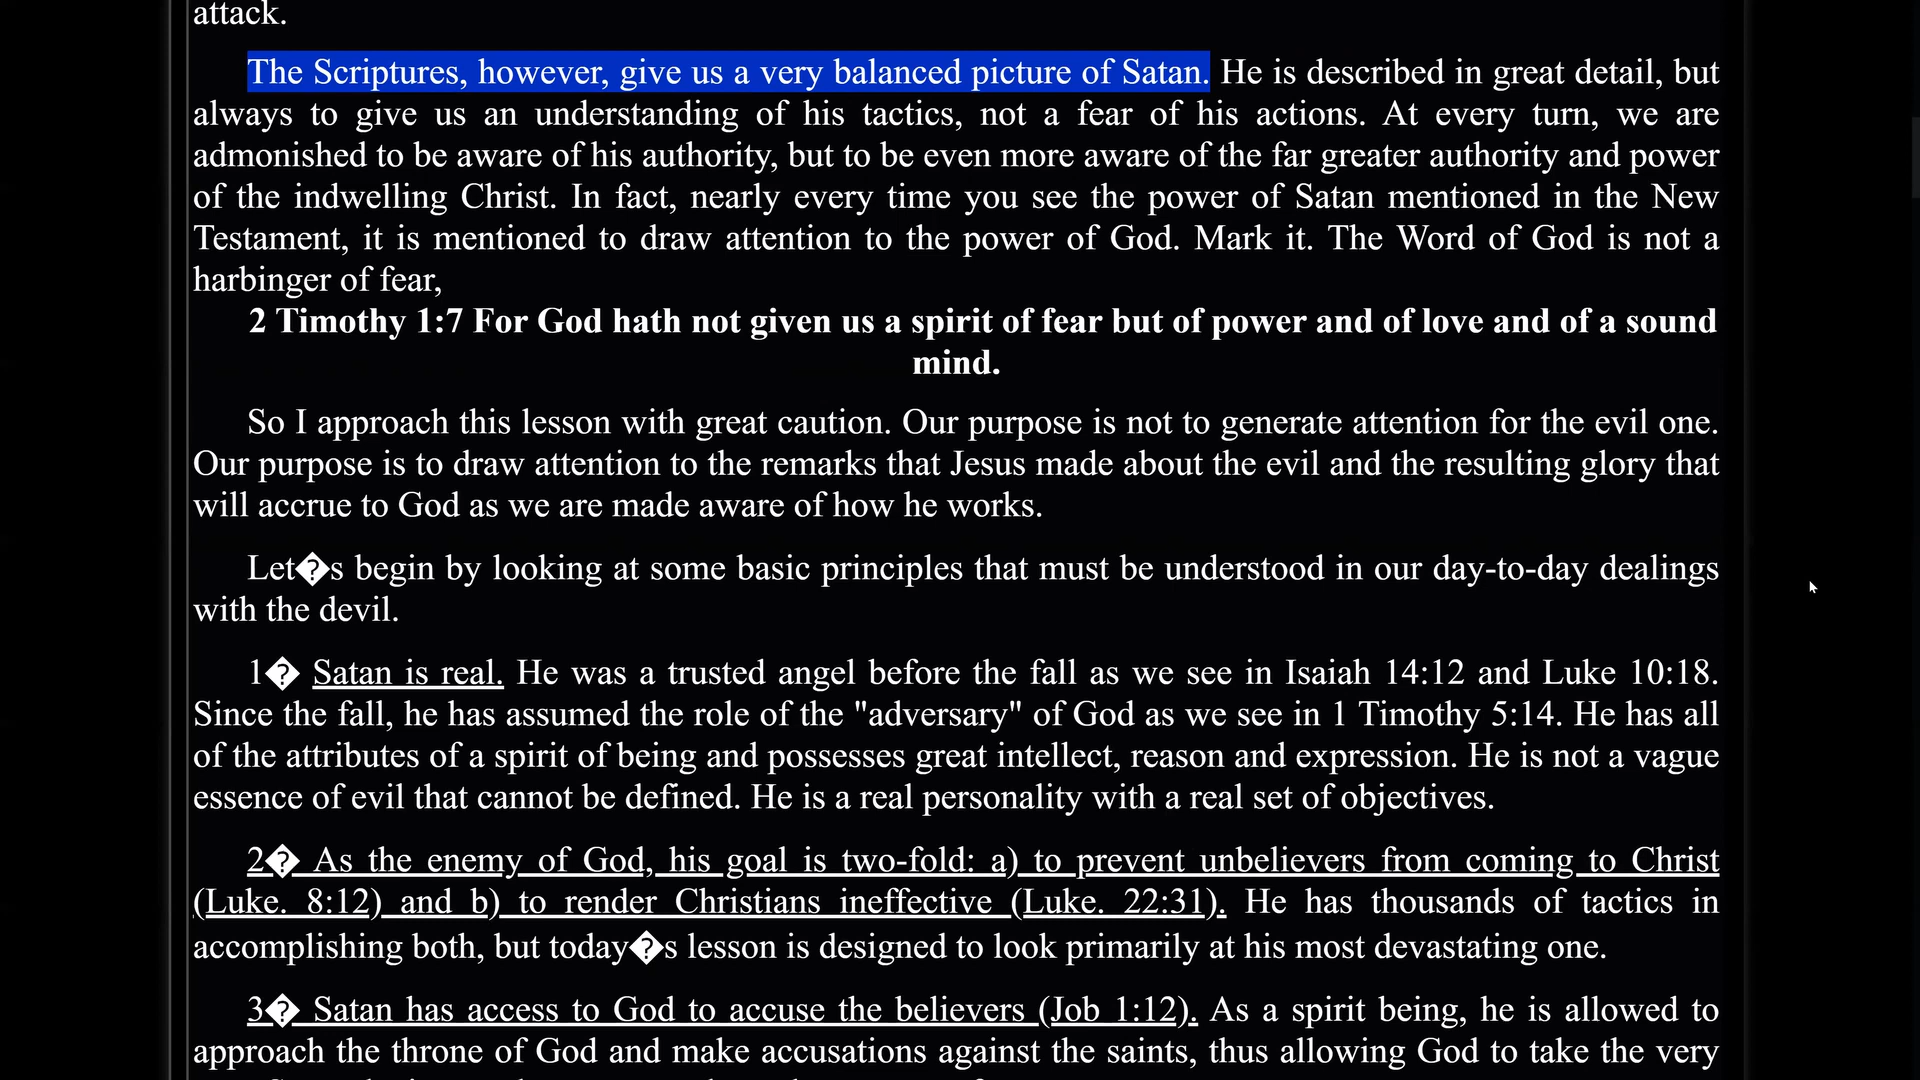 attack.
The Scriptures, however, give us a very balanced picture of Satan. He is described in great detail, but
always to give us an understanding of his tactics, not a fear of his actions. At every turn, we are
admonished to be aware of his authority, but to be even more aware of the far greater authority and power
of the indwelling Christ. In fact, nearly every time you see the power of Satan mentioned in the New
Testament, it is mentioned to draw attention to the power of God. Mark it. The Word of God is not a
harbinger of fear,
2 Timothy 1:7 For God hath not given us a spirit of fear but of power and of love and of a sound
mind.
So I approach this lesson with great caution. Our purpose is not to generate attention for the evil one.
Our purpose is to draw attention to the remarks that Jesus made about the evil and the resulting glory that
will accrue to God as we are made aware of how he works.
Let�s begin by looking at some basic principles that must be understood in our day-to-day dealings
with the devil.
1� Satan is real. He was a trusted angel before the fall as we see in Isaiah 14:12 and Luke 10:18.
Since the fall, he has assumed the role of the "adversary" of God as we see in 1 Timothy 5:14. He has all
of the attributes of a spirit of being and possesses great intellect, reason and expression. He is not a vague
essence of evil that cannot be defined. He is a real personality with a real set of objectives.
2� As the enemy of God, his goal is two-fold: a) to prevent unbelievers from coming to Christ
(Luke. 8:12) and b) to render Christians ineffective (Luke. 22:31). He has thousands of tactics in
accomplishing both, but today�s lesson is designed to look primarily at his most devastating one.
3� Satan has access to God to accuse the believers (Job 1:12). As a spirit being, he is allowed to
approach the throne of God and make accusations against the saints, thus allowing God to take the very